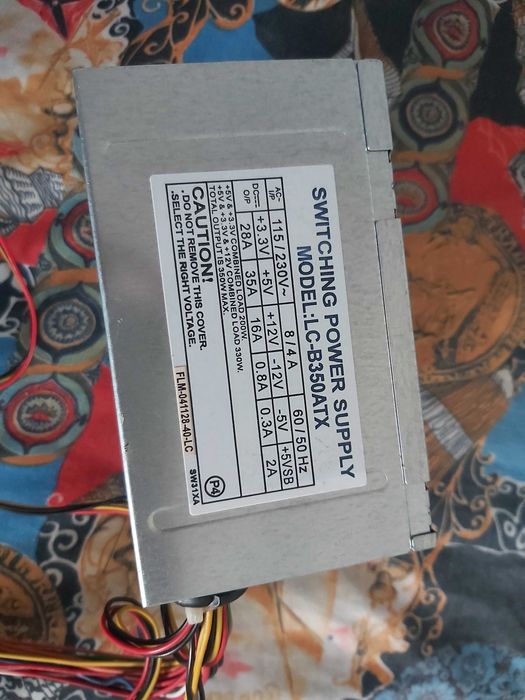 SWITCHING POWER SUPPLY
MODEL:LC-B350ATX
AC~ I/P 115 / 230V~ 8 / 4 A 60 / 50 Hz
DC O/P +3.3V +5V +12V -12V -5V +5VSB
28A 35A 16A 0.8A 0.3A 2A
+5V & +3.3V COMBINED LOAD 200W.
+5V & +3.3V & +12V COMBINED LOAD 330W.
TOTAL OUTPUT IS 350W MAX.
CAUTION!
.DO NOT REMOVE THIS COVER.
.SELECT THE RIGHT VOLTAGE.
P4
FLM-041128-40-LC
SW31XA